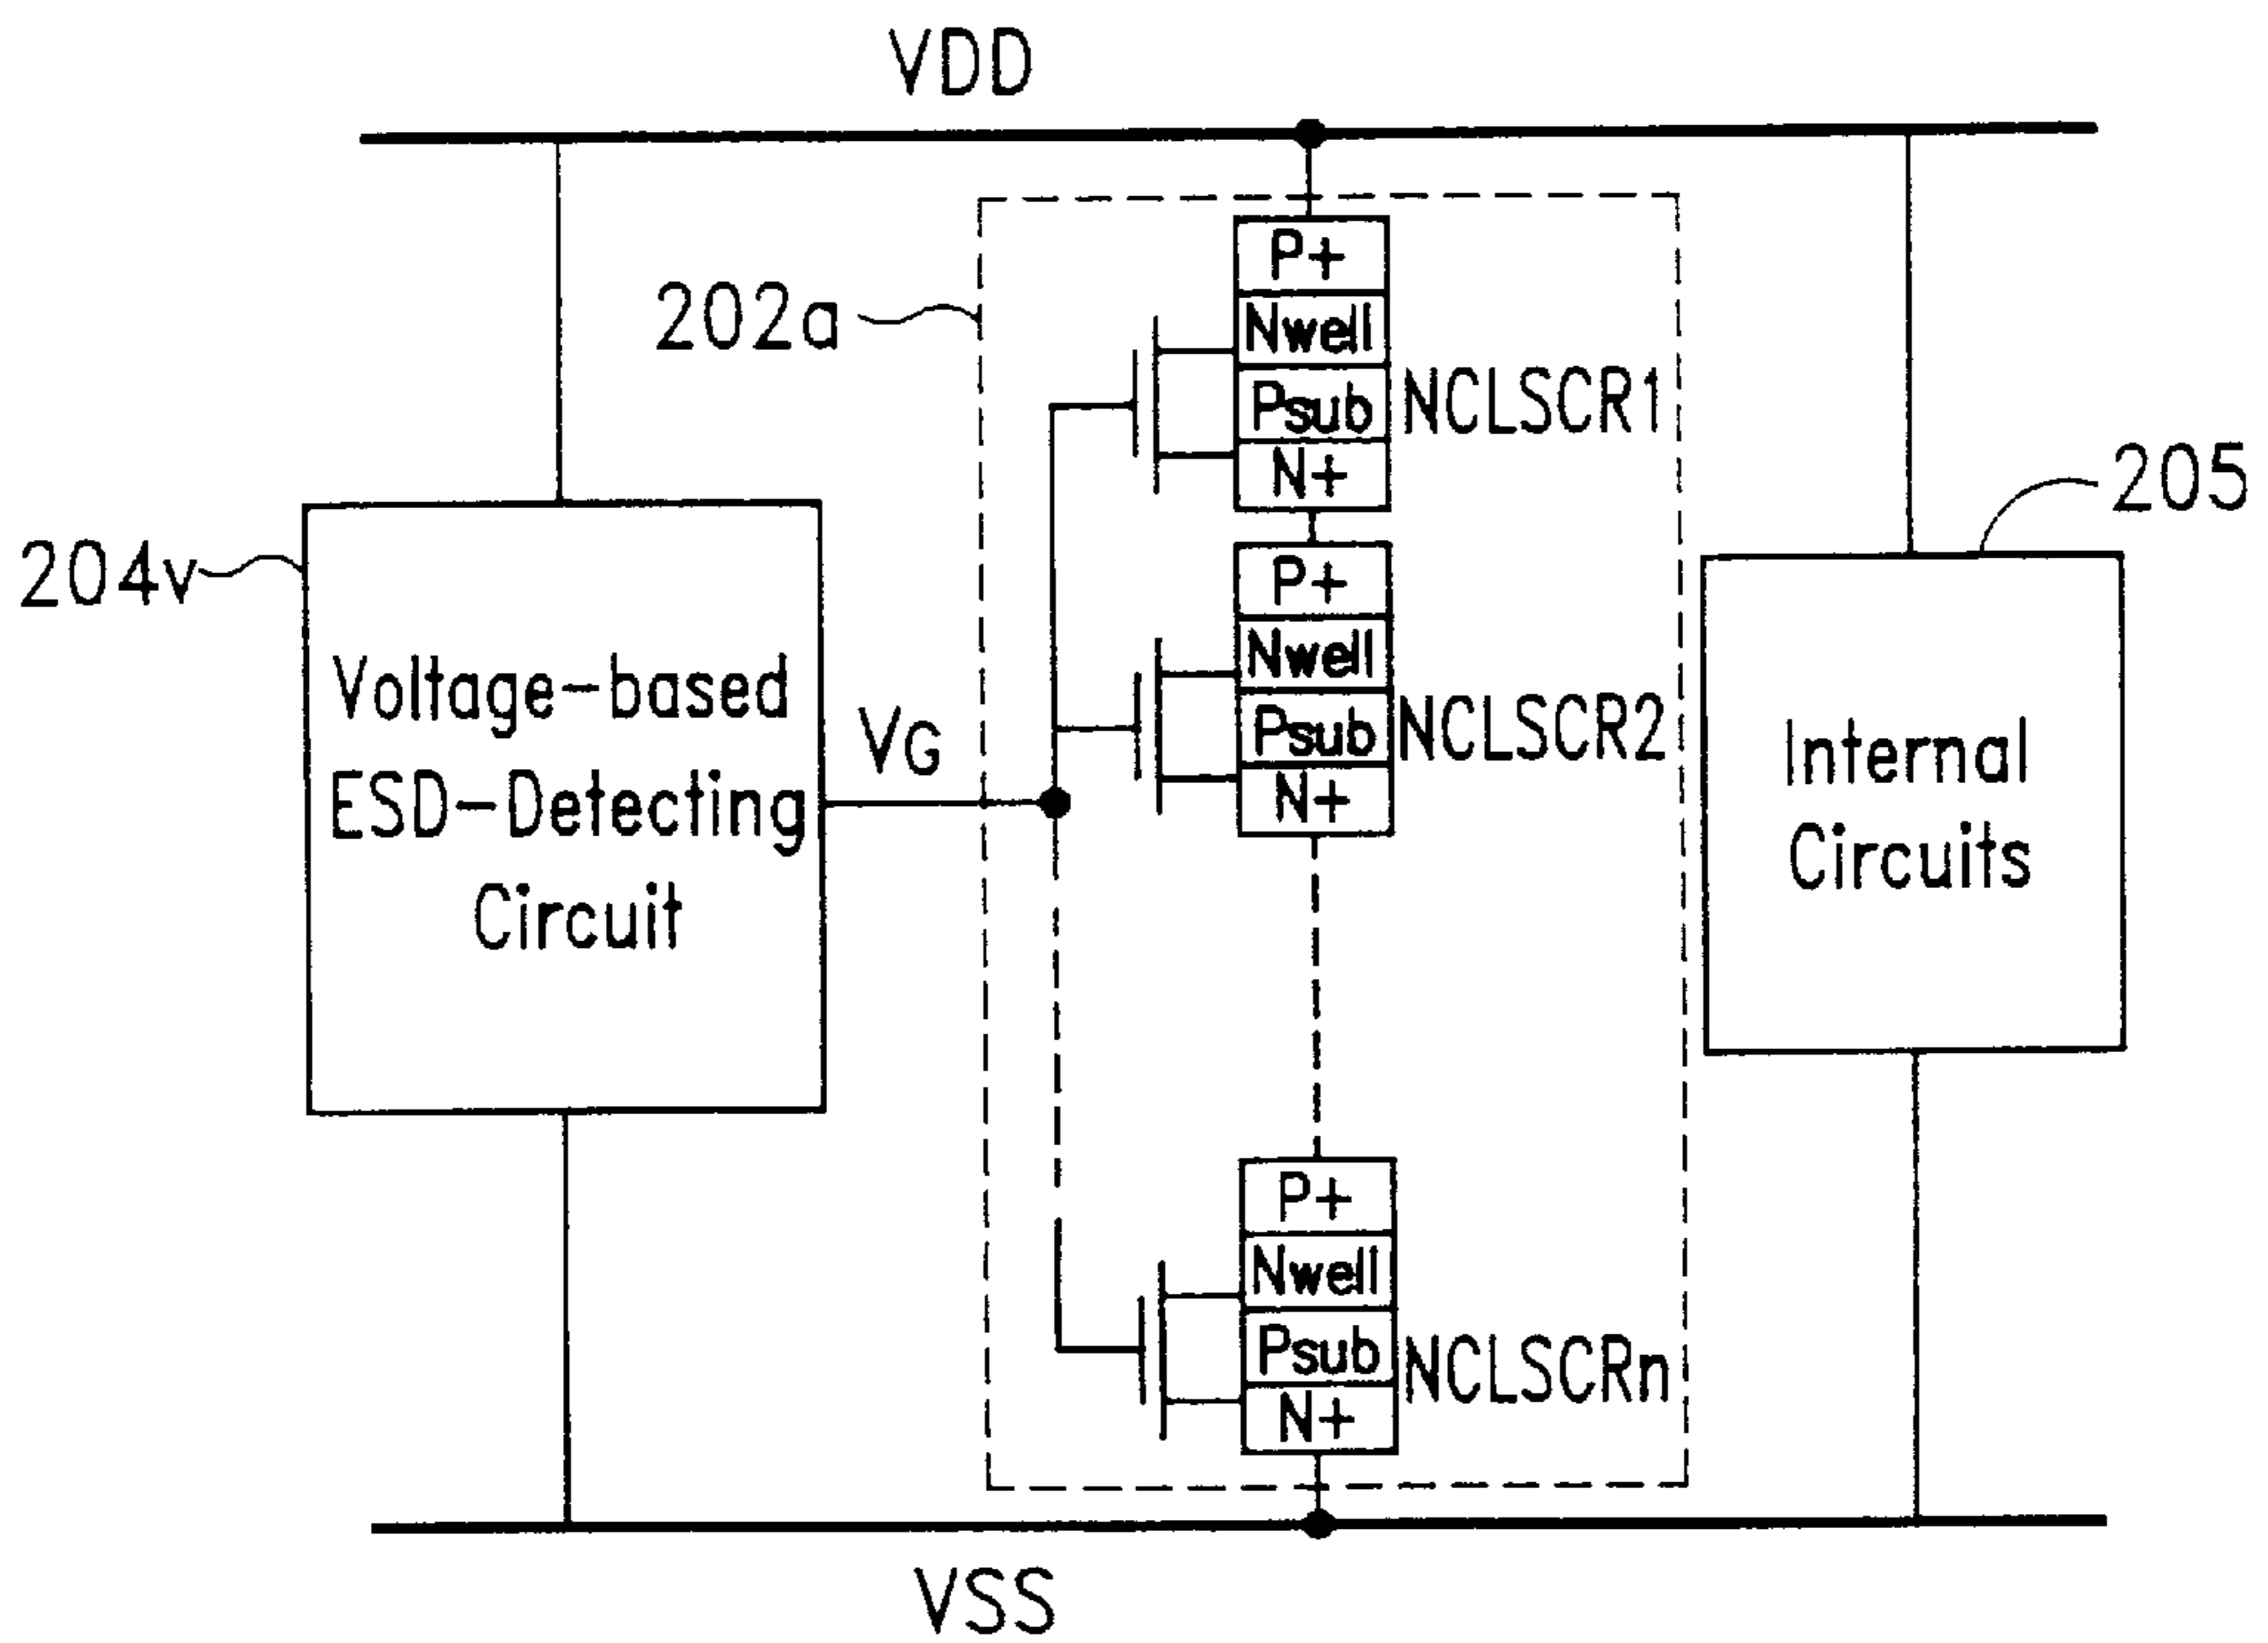 VDD
202a
P+
Nwell
Psub
N+
NCLSCR1
205
204v
Voltage-based
ESD-Detecting
Circuit
VG
P+
Nwell
Psub
N+
NCLSCR2
Internal
Circuits
P+
Nwell
Psub
N+
NCLSCRn
VSS